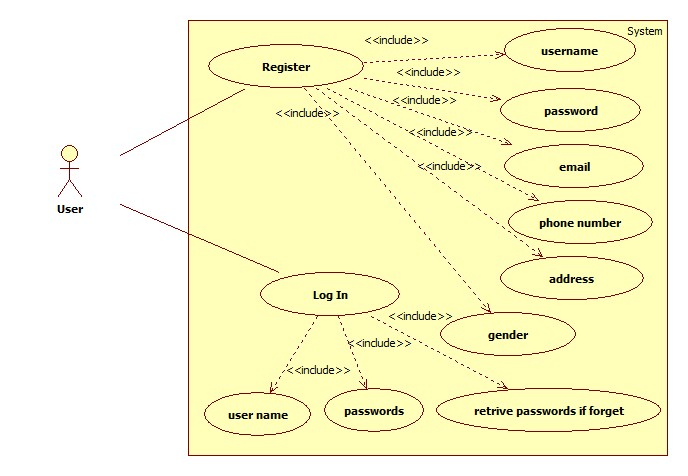 System
<<include>>
username
Register
<<include>>
password
<<include>>
<<include>>
<<include>>
email
<<include>>
User
phone number
address
Log In
<<include>>
gender
<<include>>
<<include>>
user name
passwords
retrive passwords if forget